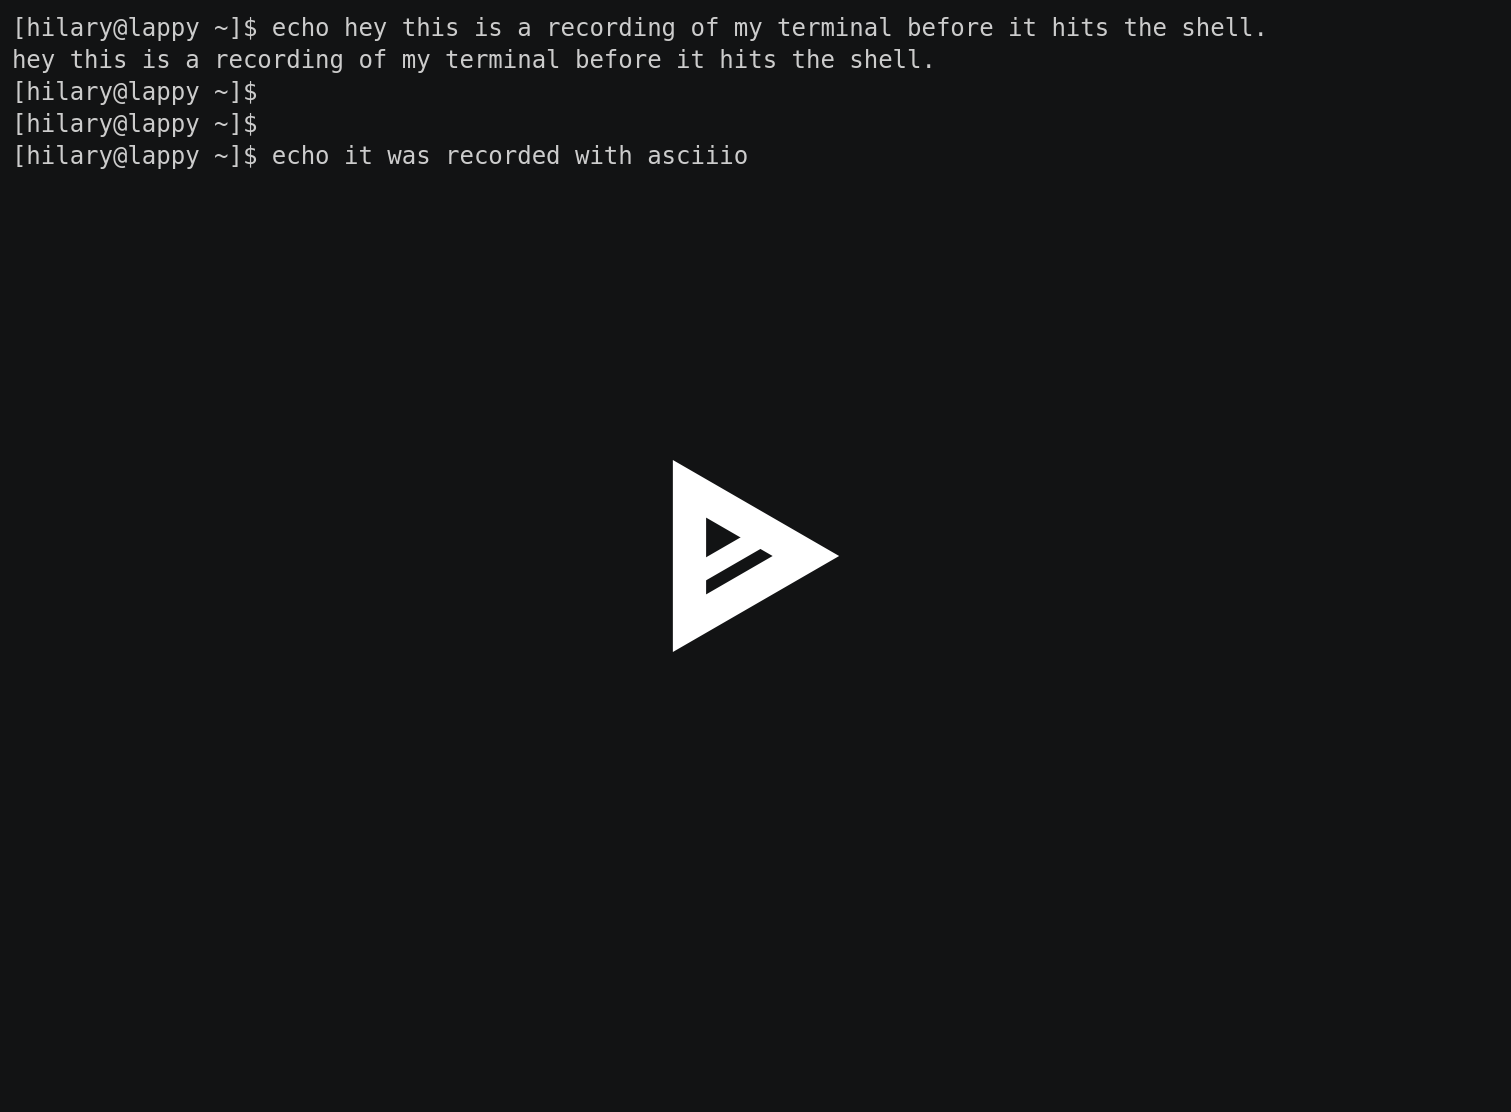 [hilary@lappy ~]$ echo hey this is a recording of my terminal before it hits the shell.
hey this is a recording of my terminal before it hits the shell.
[hilary@lappy ~]$
[hilary@lappy ~]$
[hilary@lappy ~]$ echo it was recorded with asciiio